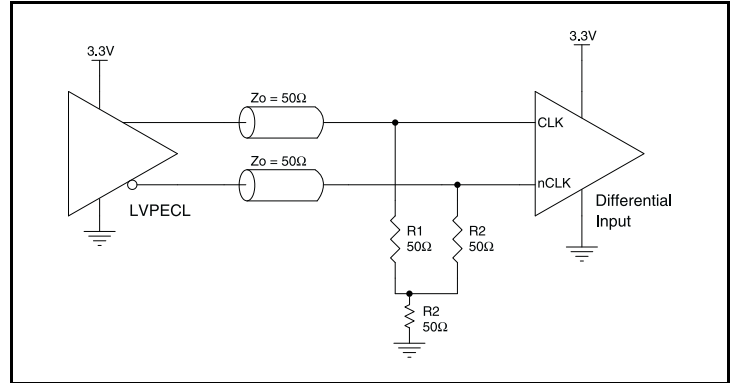 3.3V
3.3V
Zo = 50Ω
CLK
Zo = 50Ω
nCLK
LVPECL
Differential
Input
R1
50Ω
R2
50Ω
R2
50Ω